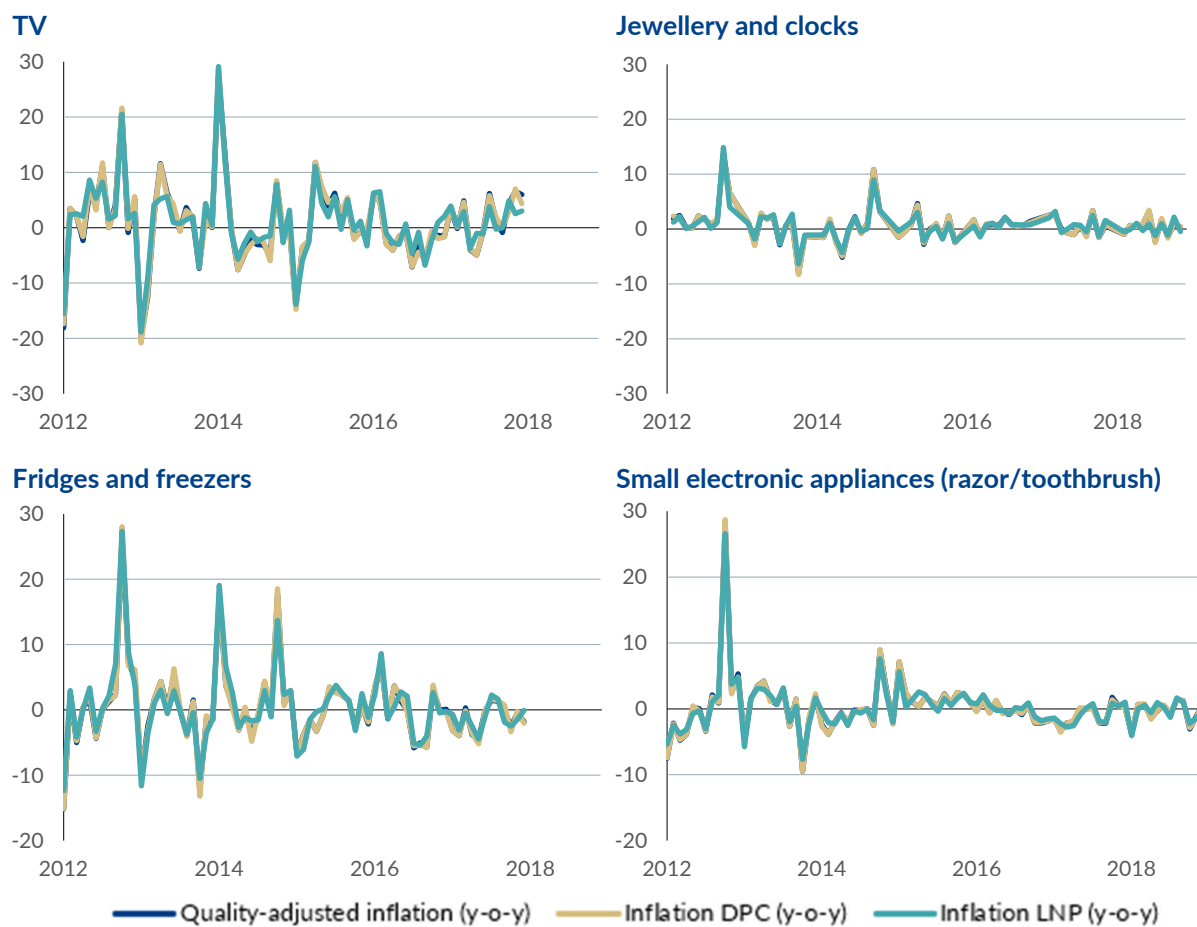 TV
30
20
10
0
-10
-20
-30
2012 2014 2016 2018
Jewellery and clocks
30
20
10
0
-10
-20
-30
2012 2014 2016 2018
Fridges and freezers
30
20
10
0
-10
-20
2012 2014 2016 2018
Small electronic appliances (razor/toothbrush)
30
20
10
0
-10
-20
2012 2014 2016 2018
Quality-adjusted inflation (y-o-y) Inflation DPC (y-o-y) Inflation LNP (y-o-y)